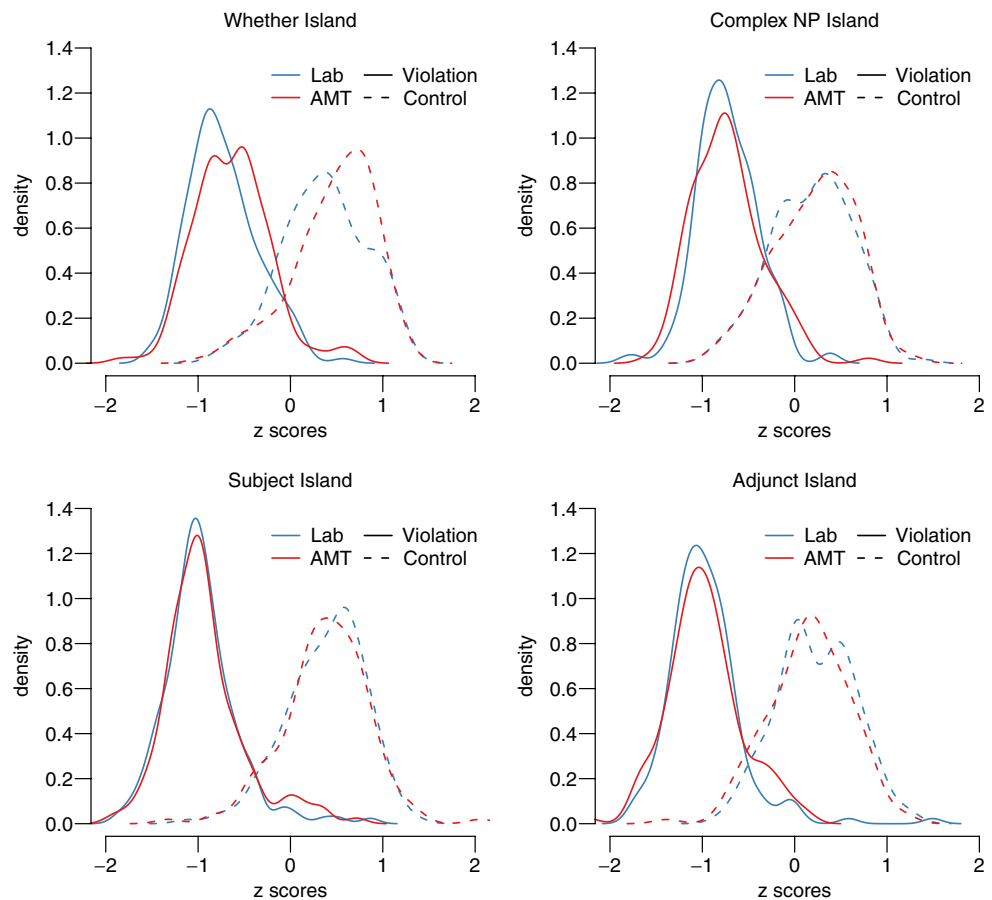 Whether Island
1.4
1.2
1.0
0.8
0.6
0.4
0.2
0.0
density
Lab
Violation
AMT
Control
−2
−1
0
1
2
z scores
Complex NP Island
1.4
1.2
1.0
0.8
0.6
0.4
0.2
0.0
density
Lab
Violation
AMT
Control
−2
−1
0
1
2
z scores
Subject Island
1.4
1.2
1.0
0.8
0.6
0.4
0.2
0.0
density
Lab
Violation
AMT
Control
−2
−1
0
1
2
z scores
Adjunct Island
1.4
1.2
1.0
0.8
0.6
0.4
0.2
0.0
density
Lab
Violation
AMT
Control
−2
−1
0
1
2
z scores